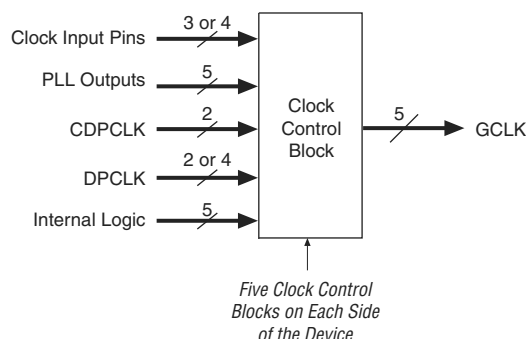 3 or 4
Clock Input Pins
5
PLL Outputs
2
CDPCLK
2 or 4
DPCLK
5
Internal Logic
Clock
Control
Block
5
GCLK
Five Clock Control
Blocks on Each Side
of the Device